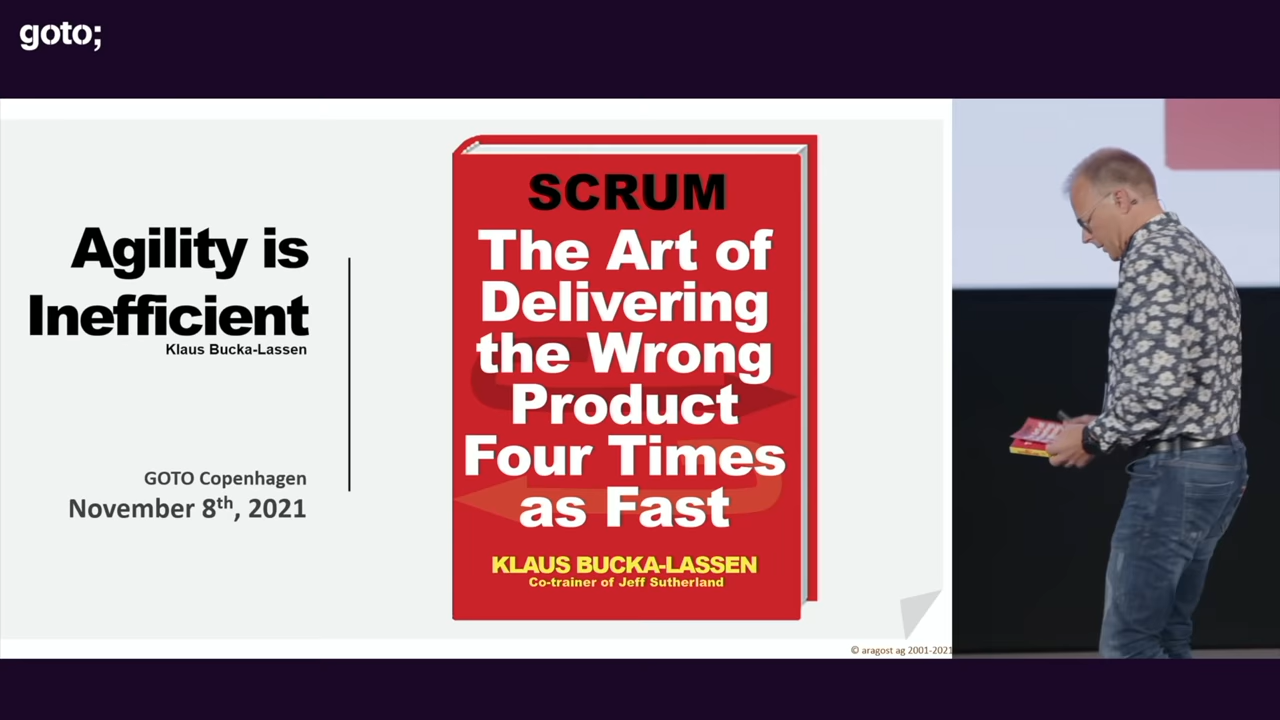 goto;
Agility is
Inefficient
Klaus Bucka-Lassen
GOTO Copenhagen
November 8th, 2021
SCRUM
The Art of
Delivering
the Wrong
Product
Four Times
as Fast
KLAUS BUCKA-LASSEN
Co-trainer of Jeff Sutherland
© aragost ag 2001-2021